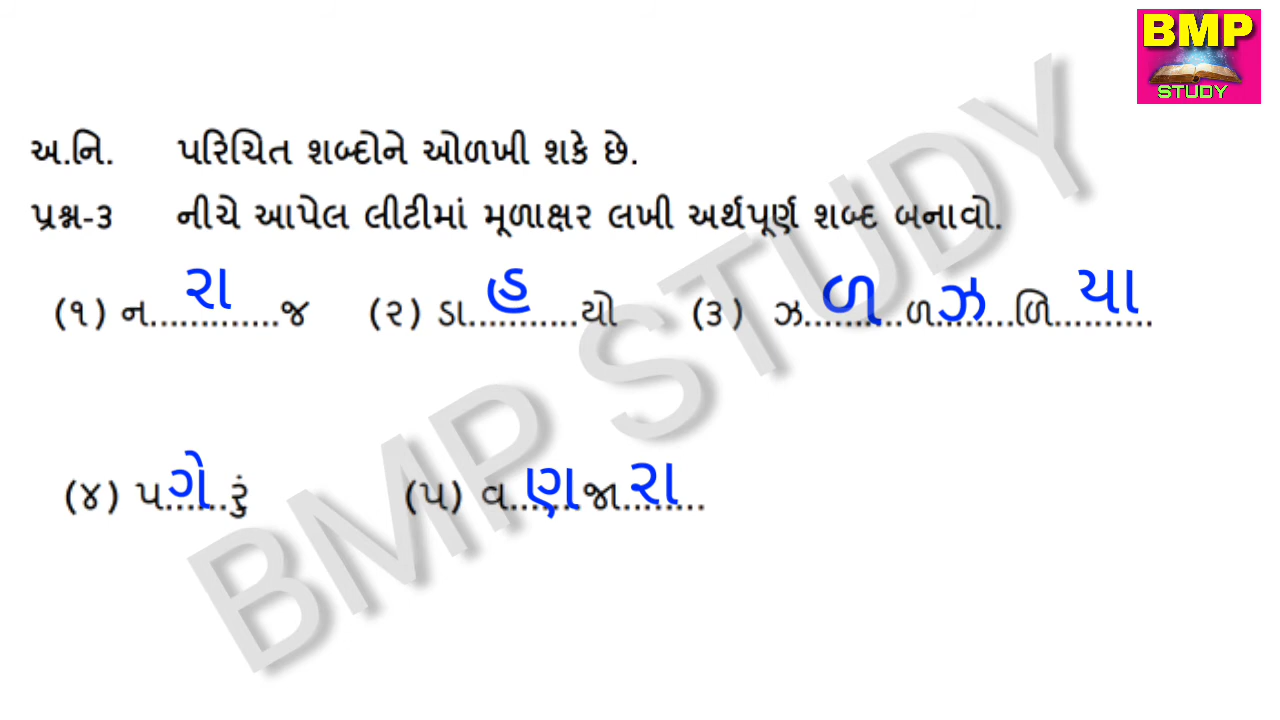 BMP
STUDY
અ.નિ. પરિચિત શબ્દોને ઓળખી શકે છે.
પ્રશ્ન-૩ નીચે આપેલ લીટીમાં મૂળાક્ષર લખી અર્થપૂર્ણ શબ્દ બનાવો.
(૧) ન.....રા........જ (૨) ડા....હ.......યો (૩) ઝ.....ળ.....ળ...ઝ.....ળિ.....યા.....
(૪) પ...ગે...રું (૫) વ....ણ...જા....રા....
BMP STUDY